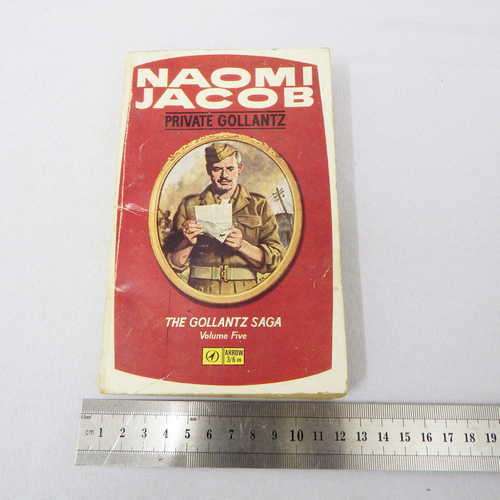 NAOMI
JACOB
PRIVATE GOLLANTZ
THE GOLLANTZ SAGA
Volume Five
ARROW
3/6 m
cm 1 2 3 4 5 6 7 8 9 10 11 12 13 14 15 16 17 18 19